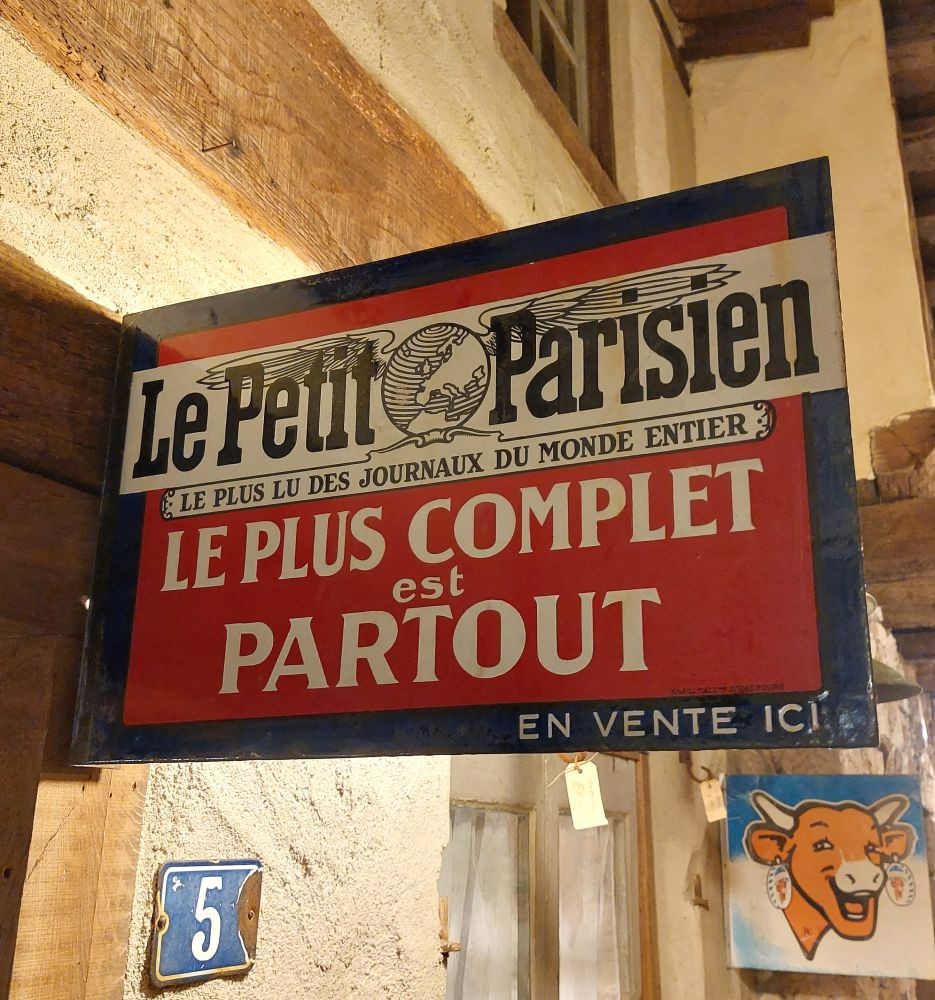 Le Petit Parisien
LE PLUS LU DES JOURNAUX DU MONDE ENTIER
LE PLUS COMPLET
est
PARTOUT
EN VENTE ICI
5